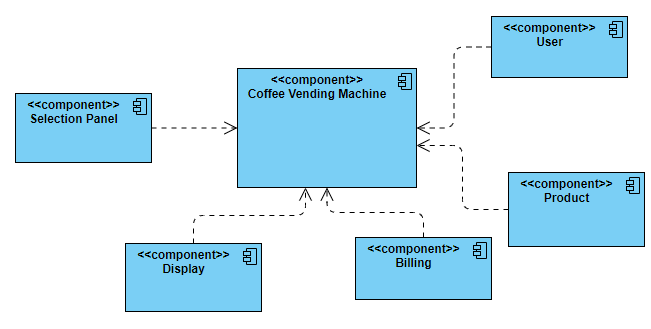 <<component>>
User
<<component>>
Coffee Vending Machine
<<component>>
Selection Panel
<<component>>
Product
<<component>>
Display
<<component>>
Billing